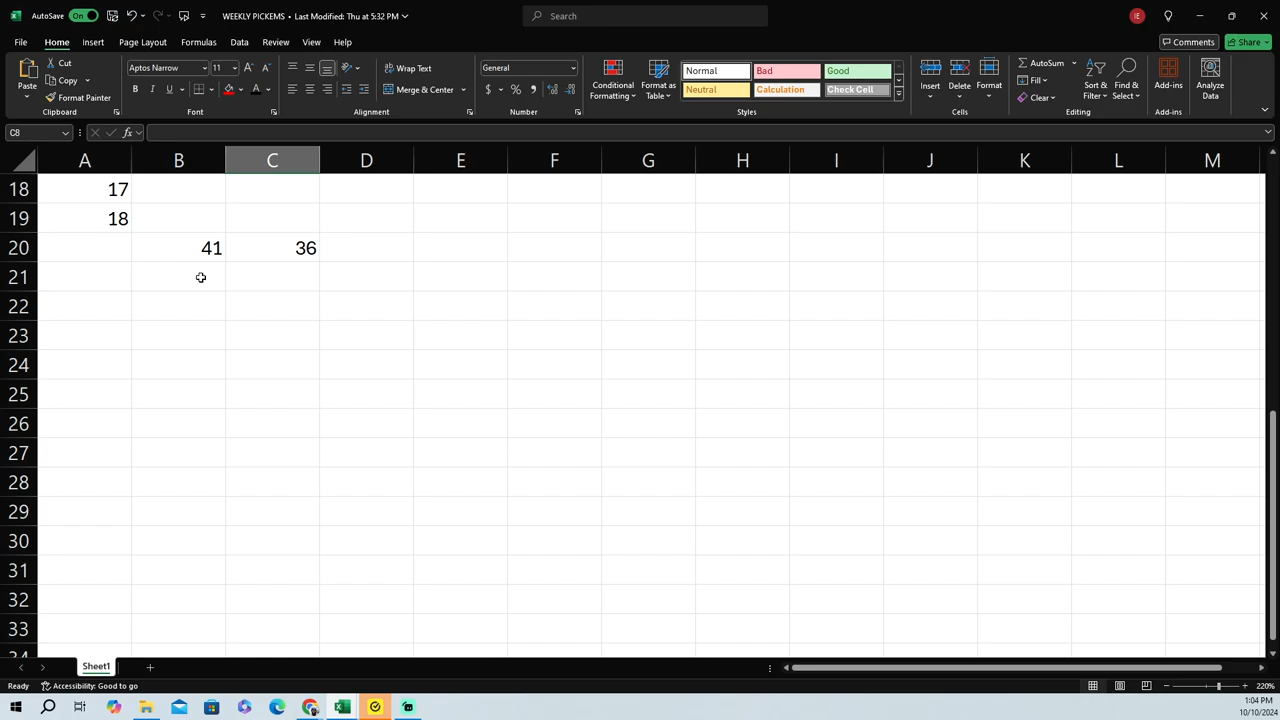 AutoSave On WEEKLY PICKEMS • Last Modified: Thu at 5:32 PM Search IE
File Home Insert Page Layout Formulas Data Review View Help Comments Share
Paste Cut Copy Format Painter Aptos Narrow 11 A A Wrap Text General Conditional Formatting Format as Table Normal Bad Good AutoSum
B I U A Merge & Center $ % 9 Neutral Calculation Check Cell Insert Delete Format Fill Clear Sort & Filter Find & Select Add-ins Analyze Data
Clipboard Font Alignment Number Styles Cells Editing Add-ins
C8 fx
A B C D E F G H I J K L M
18 17
19 18
20 41 36
21
22
23
24
25
26
27
28
29
30
31
32
33
34
Sheet1
Ready Accessibility: Good to go 220%
1:04 PM
10/10/2024